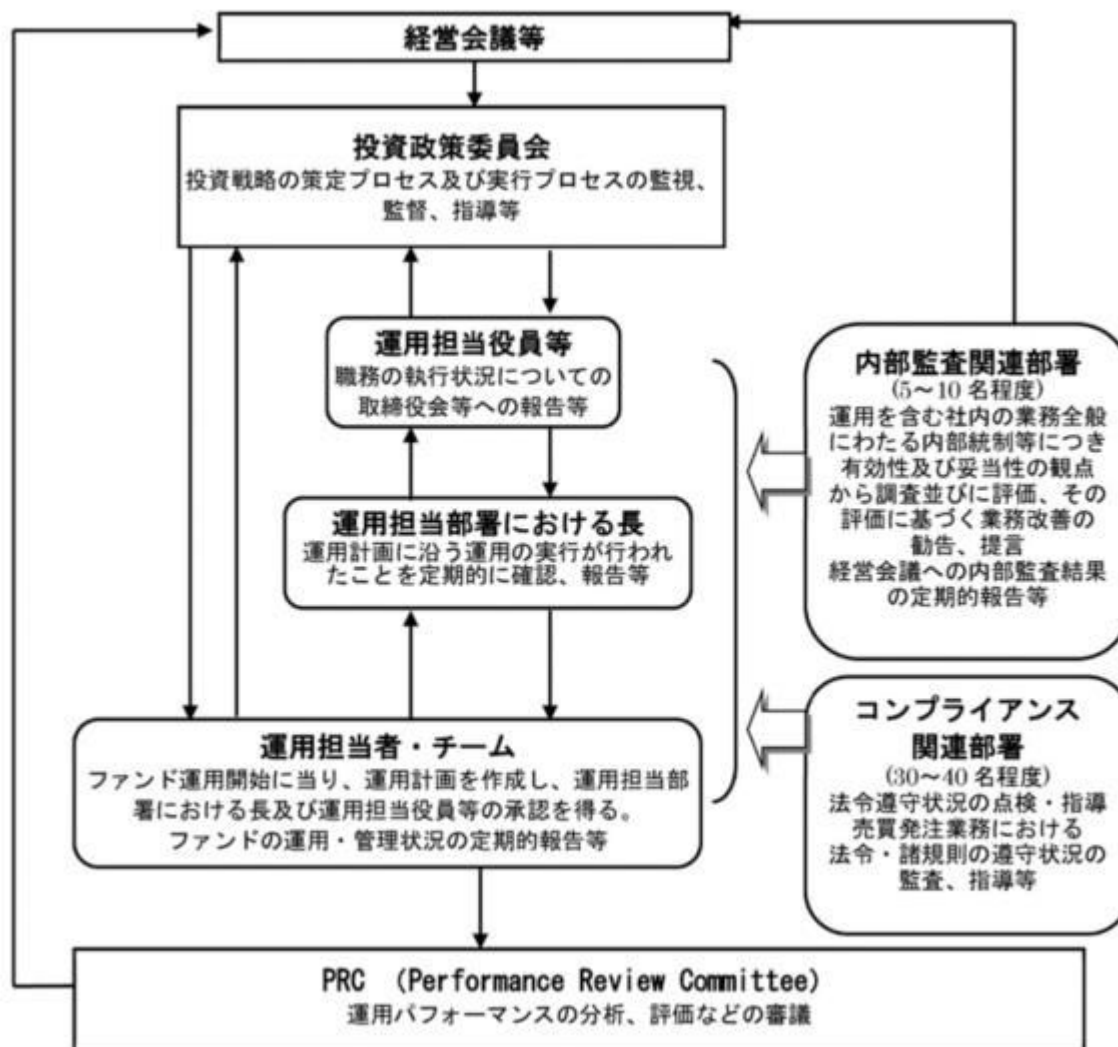 経営会議等
投資政策委員会
投資戦略の策定プロセス及び実行プロセスの監視、
監督、指導等
運用担当役員等
職務の執行状況についての
取締役会等への報告等
運用担当部署における長
運用計画に沿う運用の実行が行われ
たことを定期的に確認、報告等
運用担当者・チーム
ファンド運用開始に当り、運用計画を作成し、運用担当部
署における長及び運用担当役員等の承認を得る。
ファンドの運用・管理状況の定期的報告等
内部監査関連部署
(5～10 名程度)
運用を含む社内の業務全般
にわたる内部統制等につき
有効性及び妥当性の観点
から調査並びに評価、その
評価に基づく業務改善の
勧告、提言
経営会議への内部監査結果
の定期的報告等
コンプライアンス
関連部署
(30～40 名程度)
法令遵守状況の点検・指導
売買発注業務における
法令・諸規則の遵守状況の
監査、指導等
PRC （Performance Review Committee）
運用パフォーマンスの分析、評価などの審議